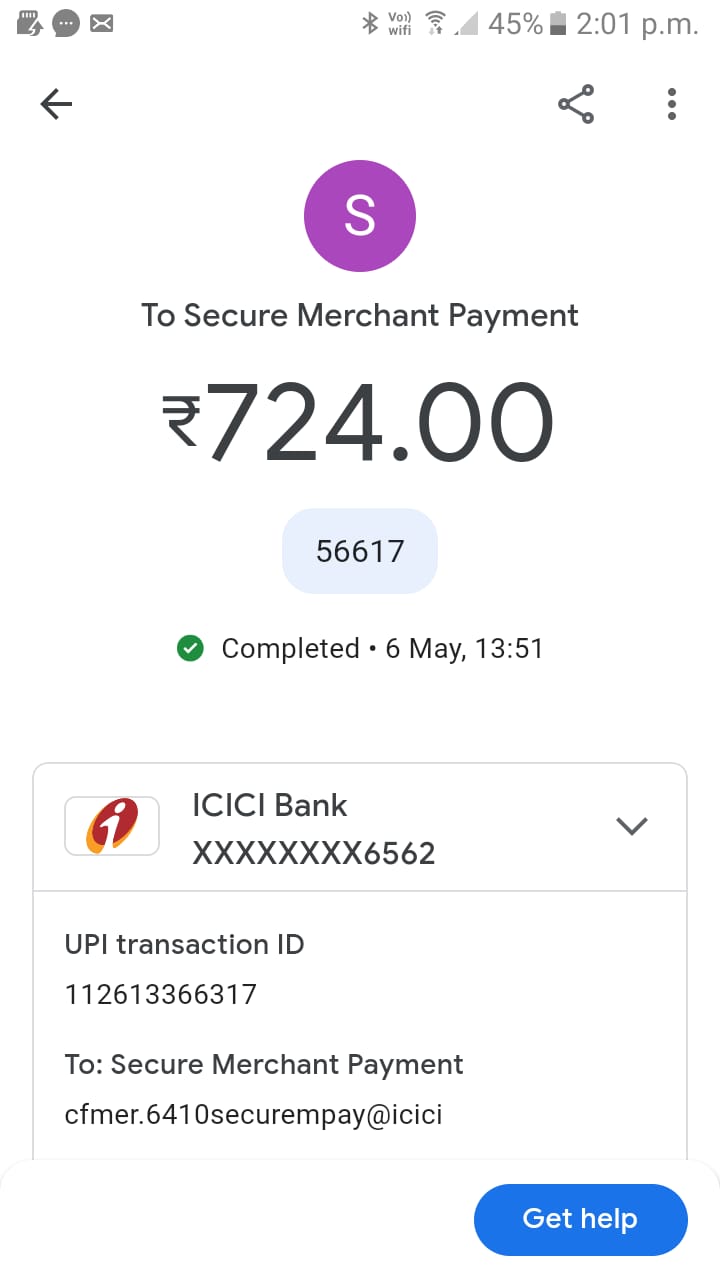 Vo)) wifi 45% 2:01 p.m.
S
To Secure Merchant Payment
₹724.00
56617
Completed • 6 May, 13:51
ICICI Bank
XXXXXXXX6562
UPI transaction ID
112613366317
To: Secure Merchant Payment
cfmer.6410securempay@icici
Get help